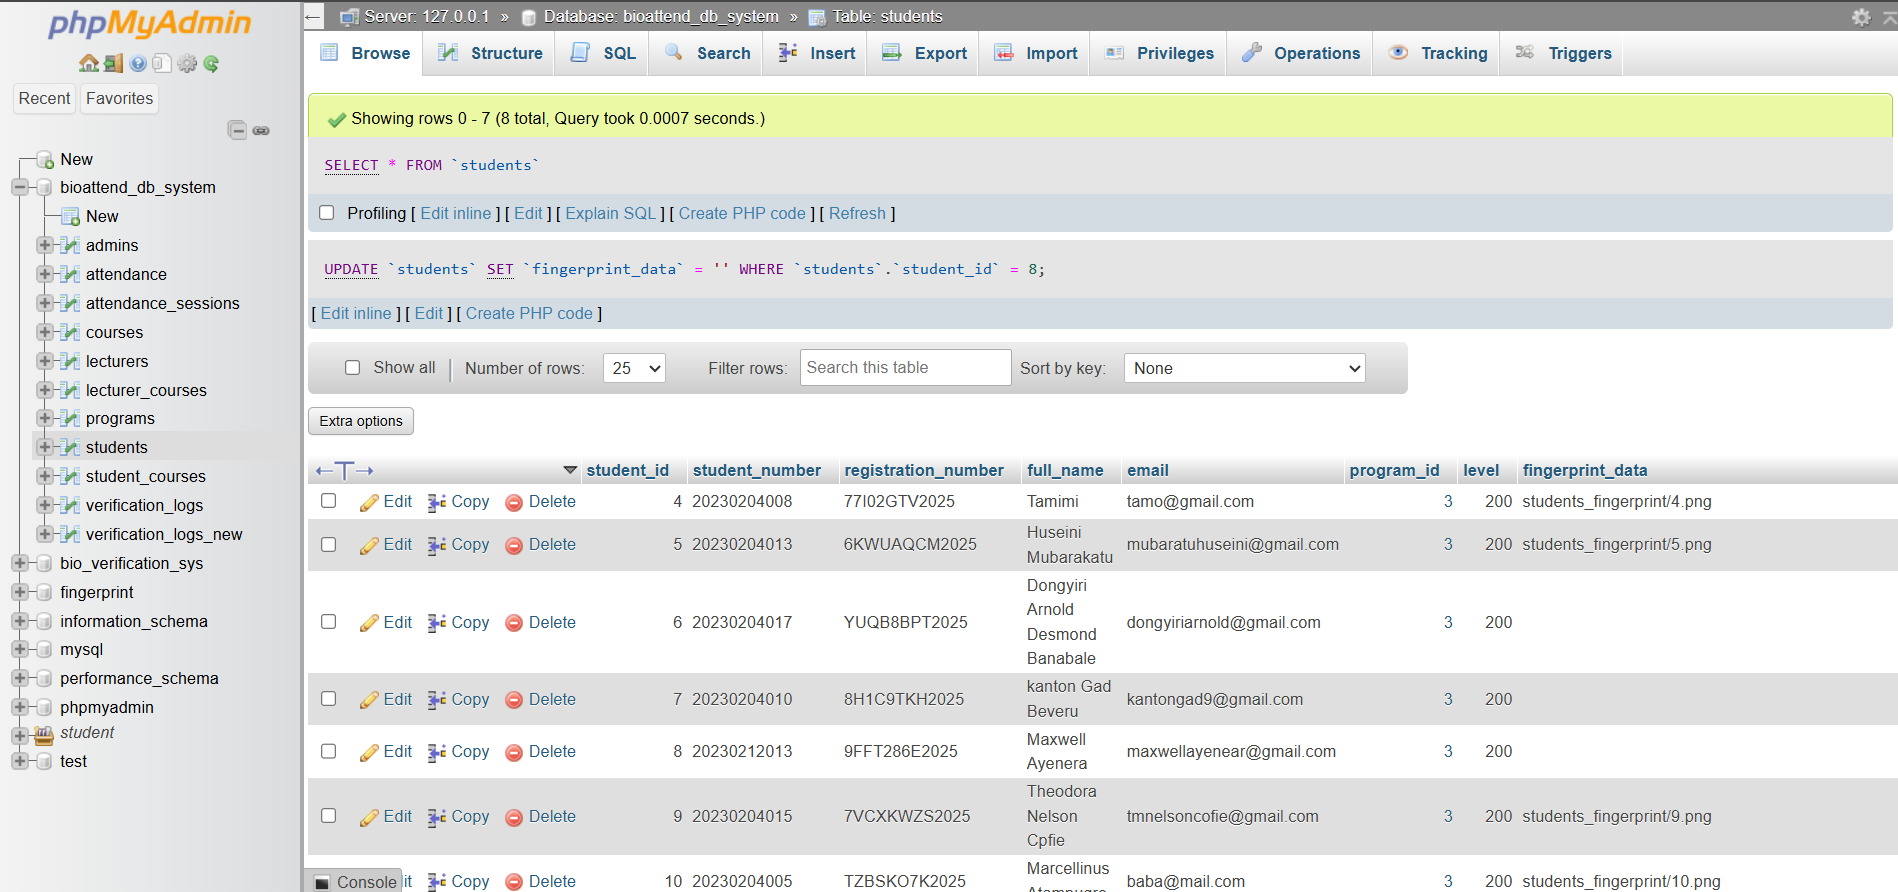 phpMyAdmin
Recent Favorites
New
bioattend_db_system
New
admins
attendance
attendance_sessions
courses
lecturers
lecturer_courses
programs
students
student_courses
verification_logs
verification_logs_new
bio_verification_sys
fingerprint
information_schema
mysql
performance_schema
phpmyadmin
student
test
Server: 127.0.0.1 » Database: bioattend_db_system » Table: students
Browse Structure SQL Search Insert Export Import Privileges Operations Tracking Triggers
Showing rows 0 - 7 (8 total, Query took 0.0007 seconds.)
SELECT * FROM `students`
Profiling [ Edit inline ] [ Edit ] [ Explain SQL ] [ Create PHP code ] [ Refresh ]
UPDATE `students` SET `fingerprint_data` = '' WHERE `students`.`student_id` = 8;
[ Edit inline ] [ Edit ] [ Create PHP code ]
Show all | Number of rows: 25 Filter rows: Search this table Sort by key: None
Extra options
←T→ student_id student_number registration_number full_name email program_id level fingerprint_data
Edit Copy Delete 4 20230204008 77I02GTV2025 Tamimi tamo@gmail.com 3 200 students_fingerprint/4.png
Edit Copy Delete 5 20230204013 6KWUAQCM2025 Huseini
Mubarakatu mubaratuhuseini@gmail.com 3 200 students_fingerprint/5.png
Edit Copy Delete 6 20230204017 YUQB8BPT2025 Dongyiri
Arnold
Desmond
Banabale dongyiriarnold@gmail.com 3 200
Edit Copy Delete 7 20230204010 8H1C9TKH2025 kanton Gad
Beveru kantongad9@gmail.com 3 200
Edit Copy Delete 8 20230212013 9FFT286E2025 Maxwell
Ayenera maxwellayenear@gmail.com 3 200
Edit Copy Delete 9 20230204015 7VCXKWZS2025 Theodora
Nelson
Cpfie tmnelsoncofie@gmail.com 3 200 students_fingerprint/9.png
Console it Copy Delete 10 20230204005 TZBSKO7K2025 Marcellinus
baba@mail.com 3 200 students_fingerprint/10.png